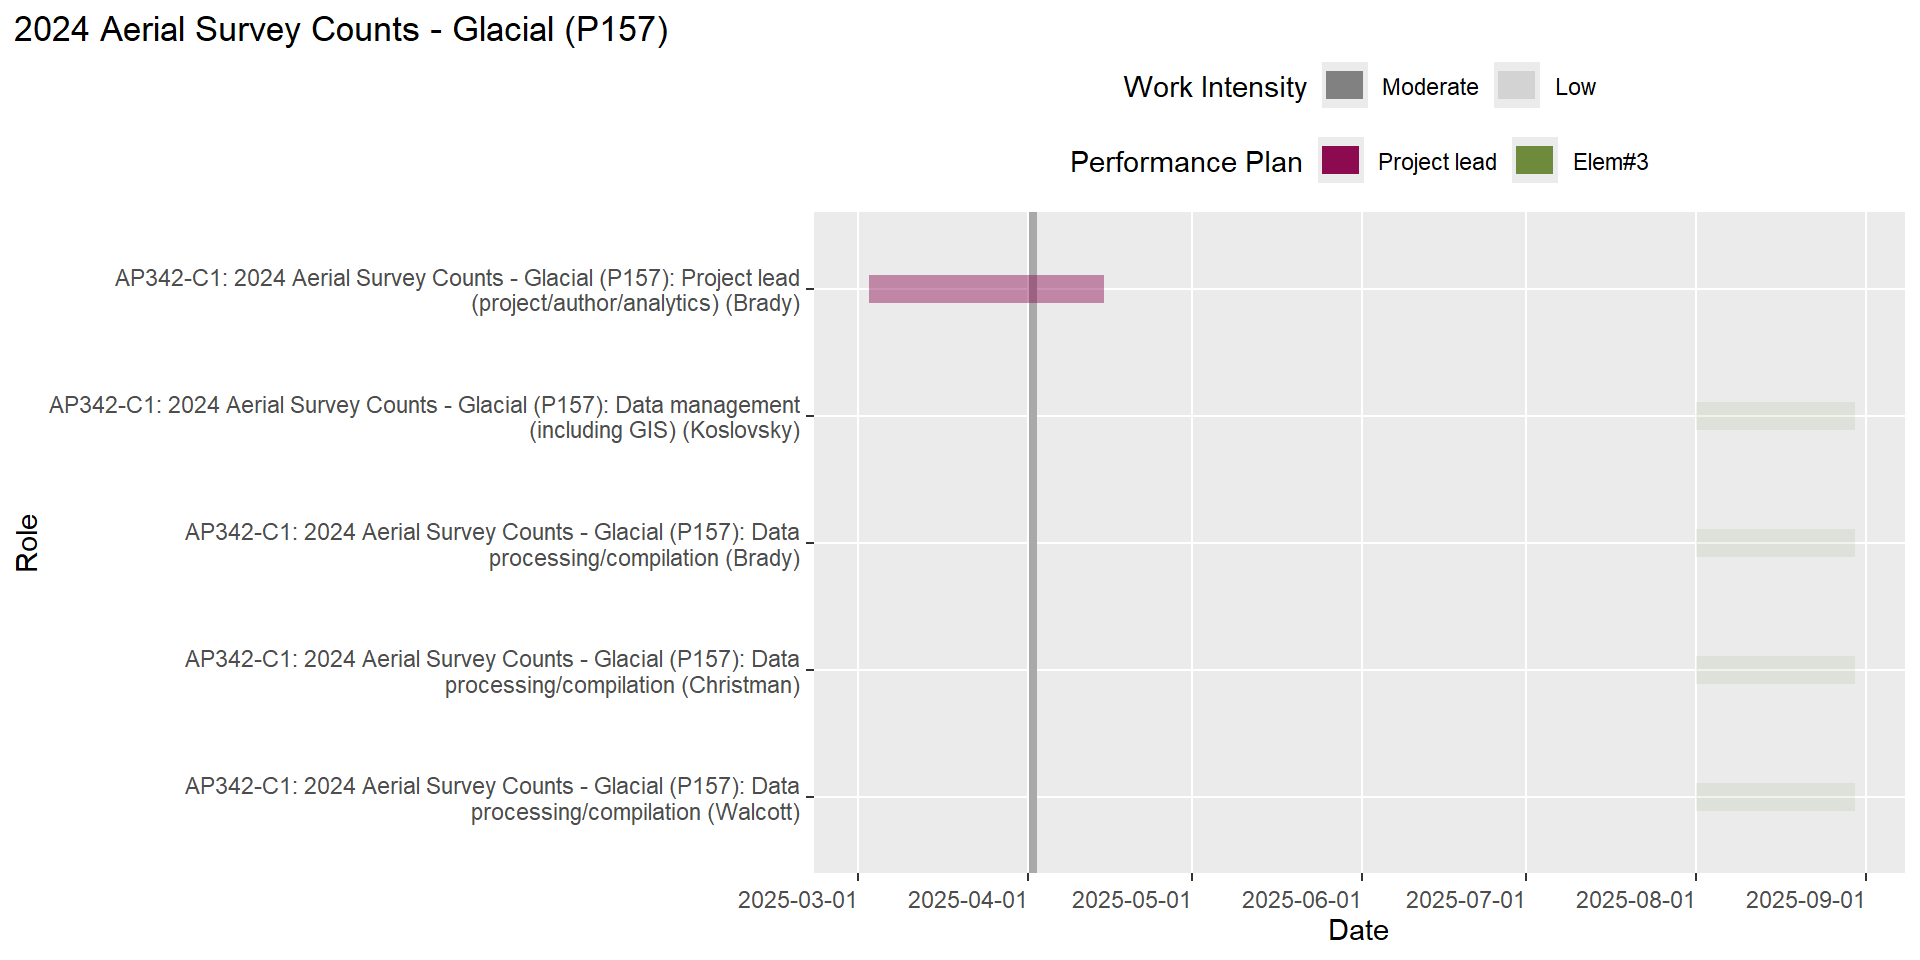 2024 Aerial Survey Counts - Glacial (P157)
Work Intensity Moderate Low
Performance Plan Project lead Elem#3
AP342-C1: 2024 Aerial Survey Counts - Glacial (P157): Project lead
(project/author/analytics) (Brady)
AP342-C1: 2024 Aerial Survey Counts - Glacial (P157): Data management
(including GIS) (Koslovsky)
AP342-C1: 2024 Aerial Survey Counts - Glacial (P157): Data
processing/compilation (Brady)
AP342-C1: 2024 Aerial Survey Counts - Glacial (P157): Data
processing/compilation (Christman)
AP342-C1: 2024 Aerial Survey Counts - Glacial (P157): Data
processing/compilation (Walcott)
Role
2025-03-01 2025-04-01 2025-05-01 2025-06-01 2025-07-01 2025-08-01 2025-09-01
Date